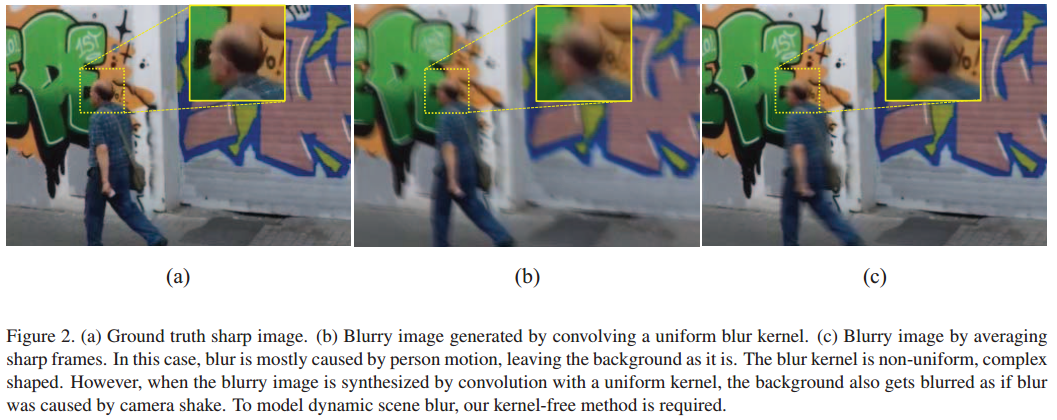 (a)
(b)
(c)
Figure 2. (a) Ground truth sharp image. (b) Blurry image generated by convolving a uniform blur kernel. (c) Blurry image by averaging
sharp frames. In this case, blur is mostly caused by person motion, leaving the background as it is. The blur kernel is non-uniform, complex
shaped. However, when the blurry image is synthesized by convolution with a uniform kernel, the background also gets blurred as if blur
was caused by camera shake. To model dynamic scene blur, our kernel-free method is required.